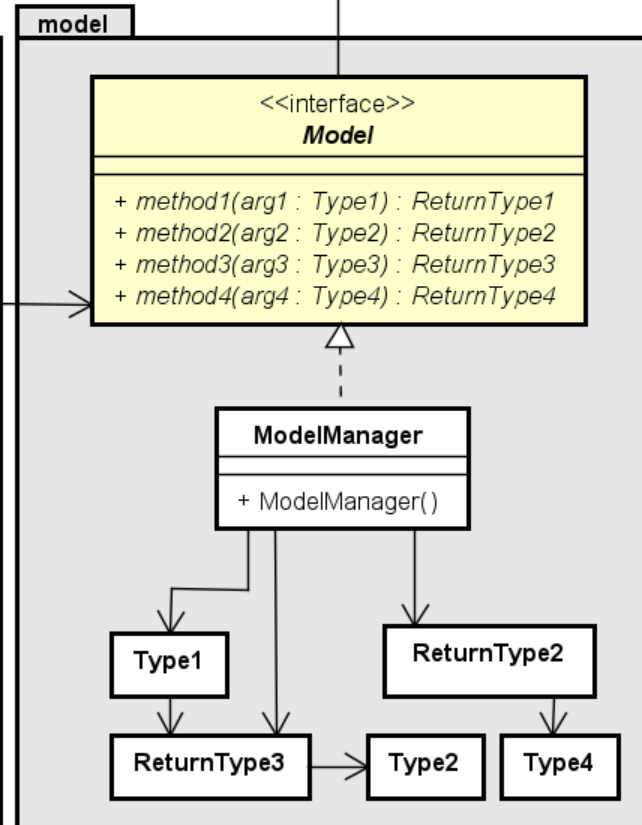 model
<<interface>>
Model
+ method1(arg1 : Type1) : ReturnType1
+ method2(arg2 : Type2) : ReturnType2
+ method3(arg3 : Type3) : ReturnType3
+ method4(arg4 : Type4) : ReturnType4
ModelManager
+ ModelManager()
Type1
ReturnType2
ReturnType3
Type2
Type4